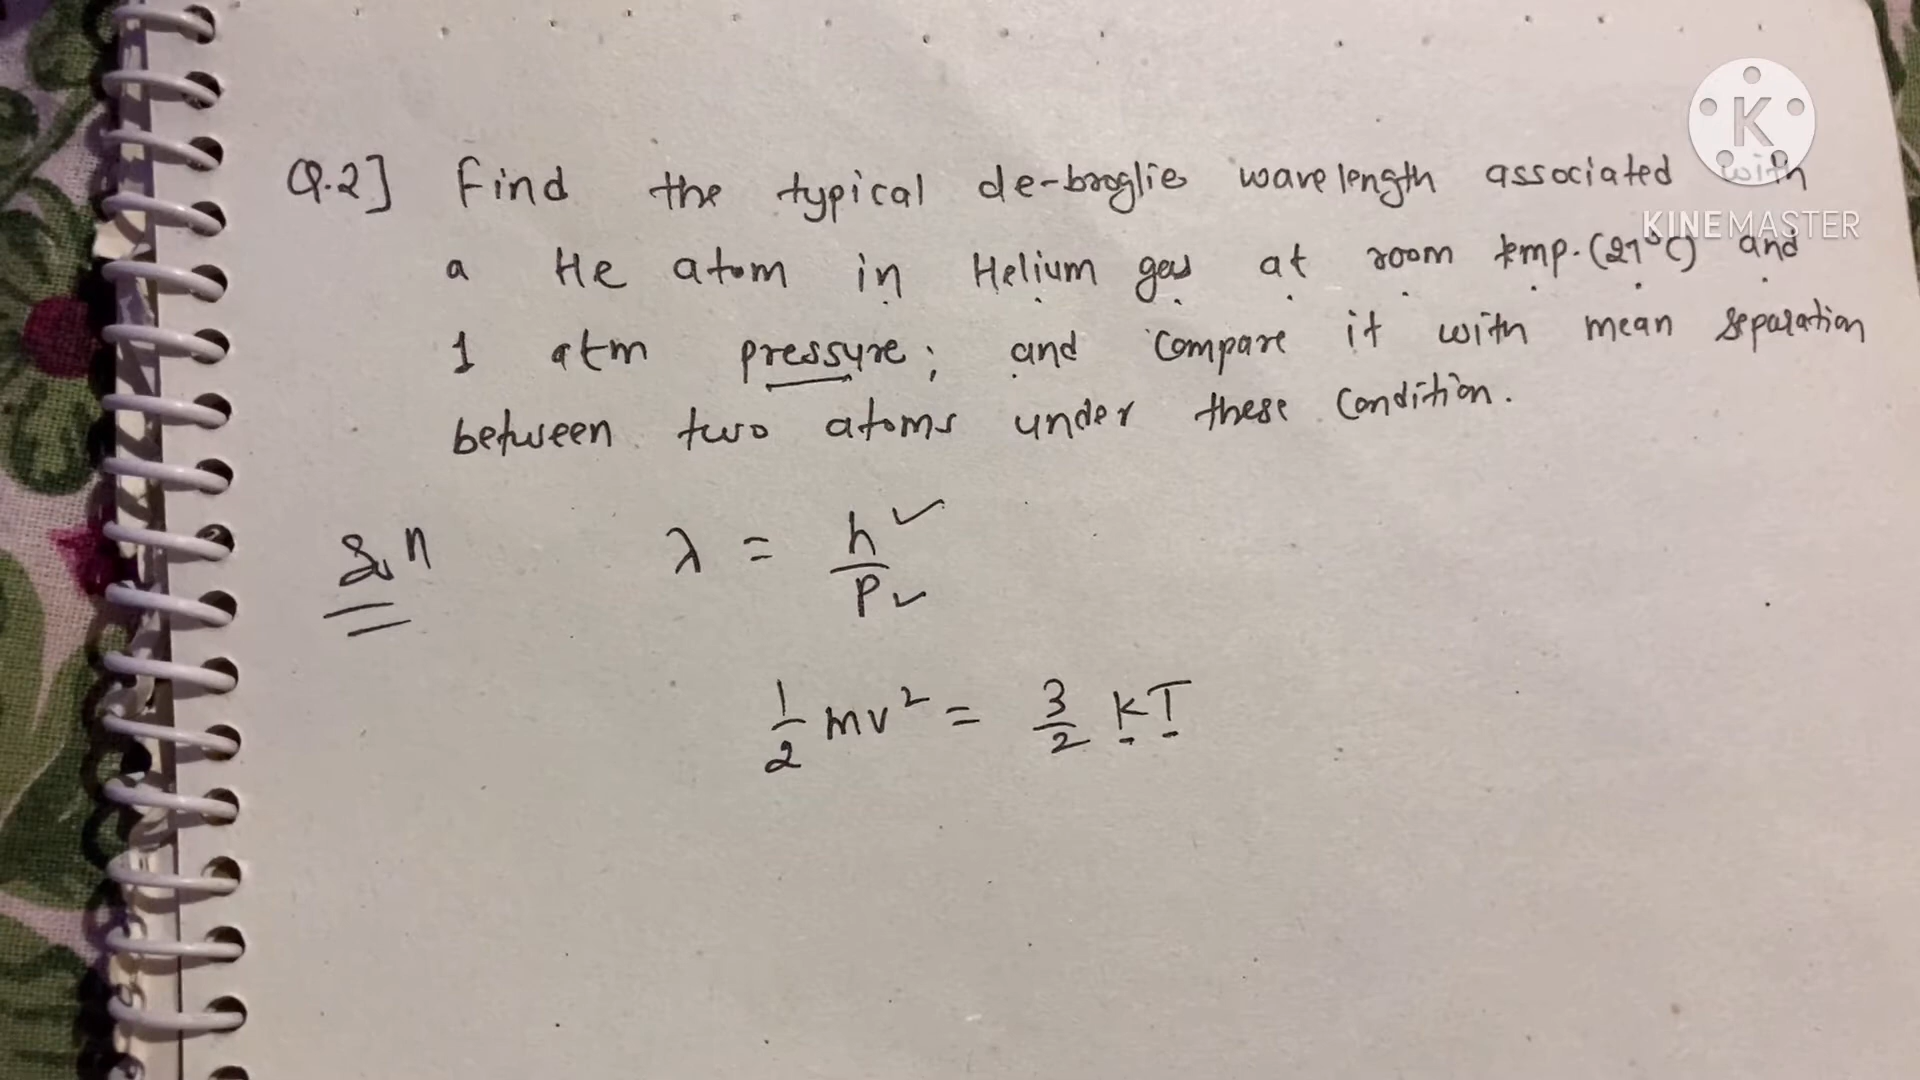 K
KINEMASTER
Q.2] Find the typical de-broglie wavelength associated with
a He atom in Helium gas at room temp. (27°C) and
1 atm pressure; and compare it with mean separation
between two atoms under these condition.
Solⁿ λ = h/P
1/2 mv² = 3/2 KT